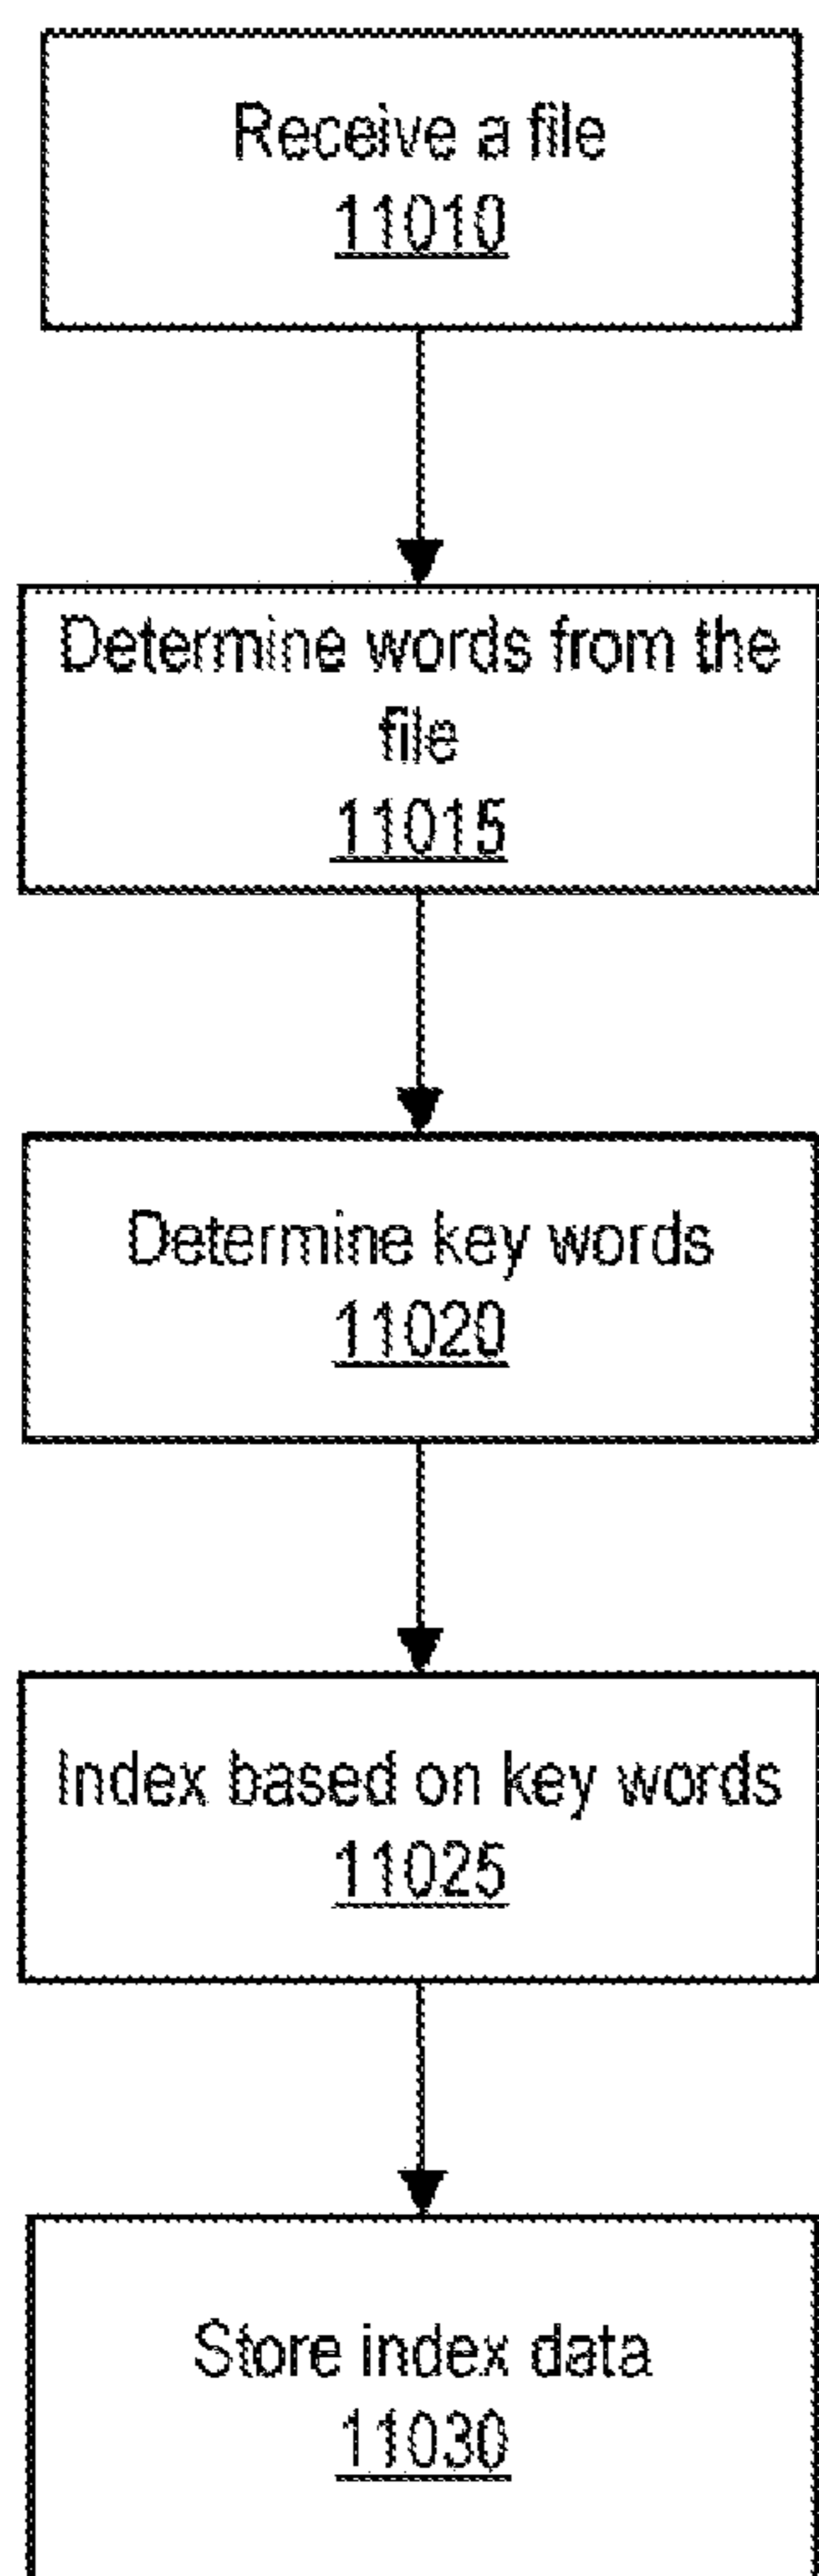 Receive a file
11010
Determine words from the
file
11015
Determine key words
11020
Index based on key words
11025
Store index data
11030